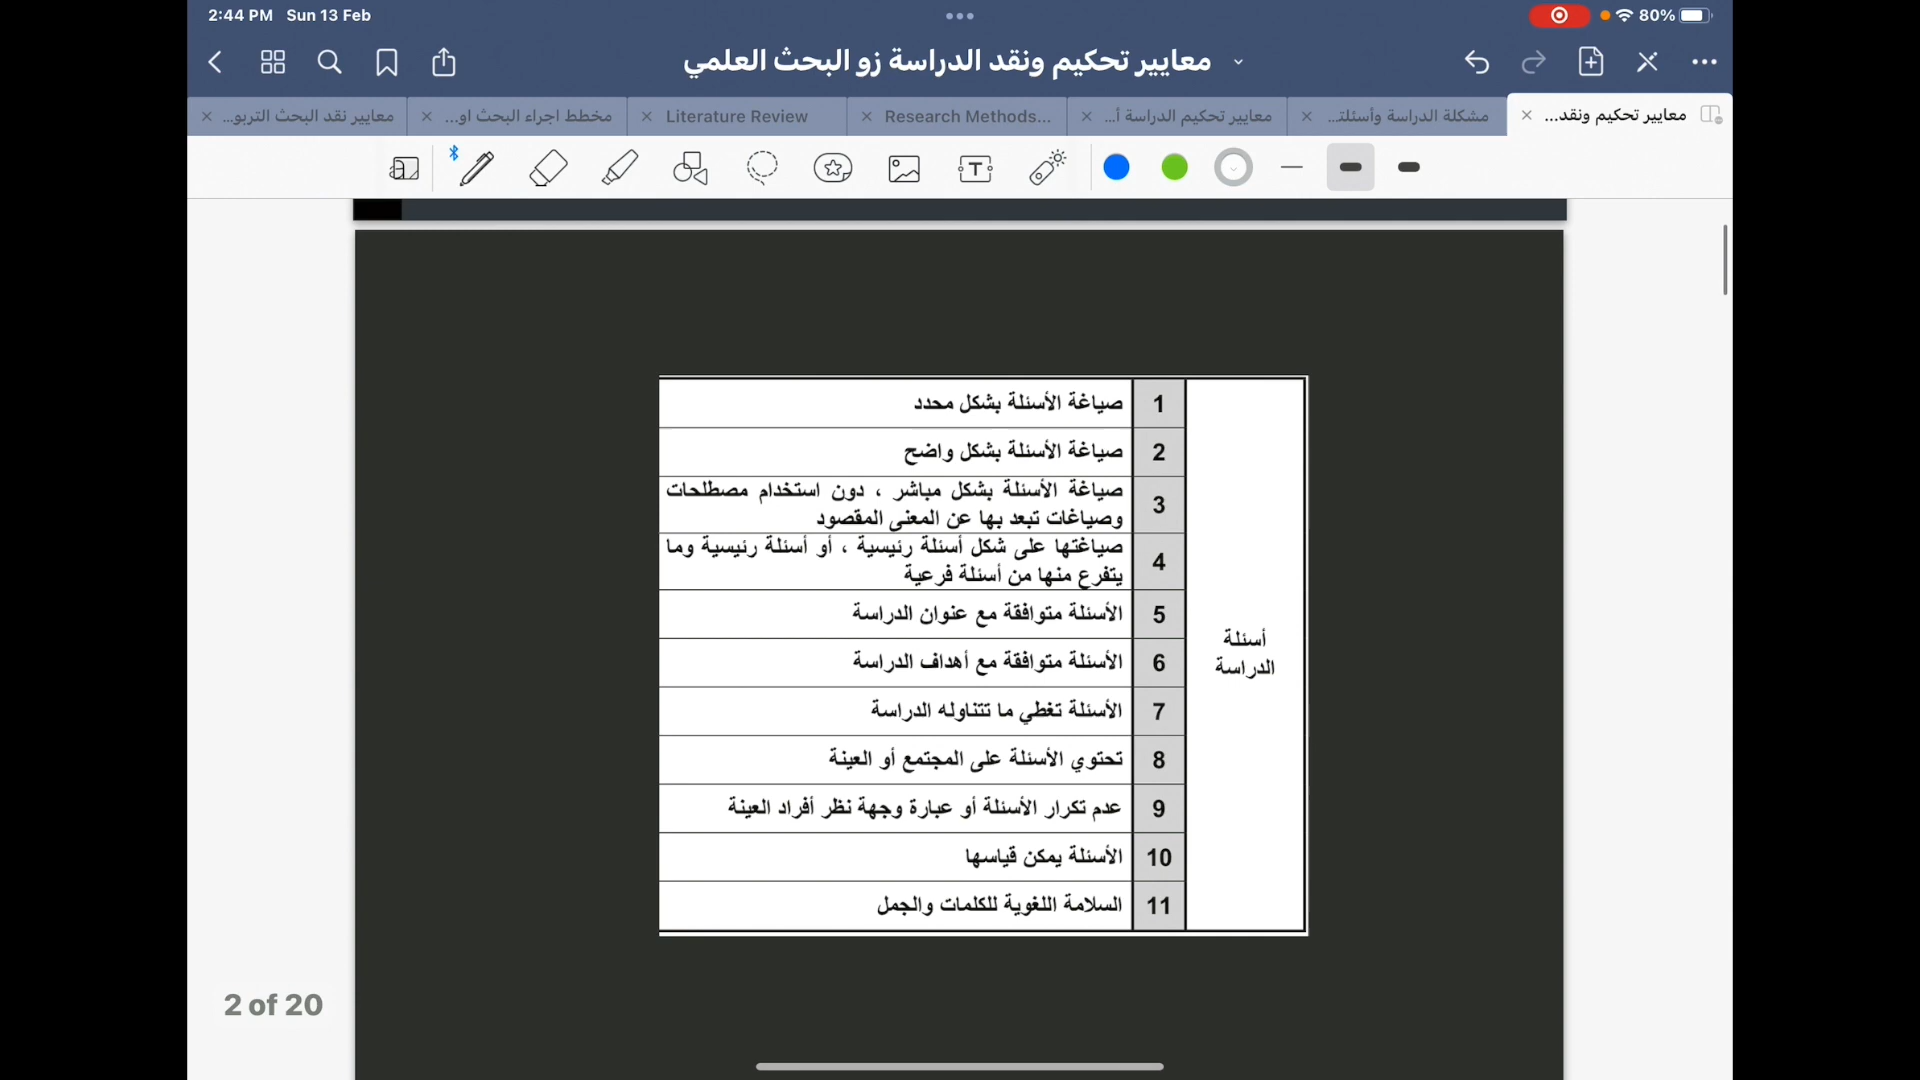 2:44 PM Sun 13 Feb
80%
معايير تحكيم ونقد الدراسة زو البحث العلمي
معايير نقد البحث التربو...
مخطط اجراء البحث او...
Literature Review
Research Methods...
معايير تحكيم الدراسة أ...
مشكلة الدراسة وأسئلتـ...
معايير تحكيم ونقد...
أسئلة
الدراسة
1 صياغة الأسئلة بشكل محدد
2 صياغة الأسئلة بشكل واضح
3 صياغة الأسئلة بشكل مباشر ، دون استخدام مصطلحات
وصياغات تبعد بها عن المعنى المقصود
4 صياغتها على شكل أسئلة رئيسية ، أو أسئلة رئيسية وما
يتفرع منها من أسئلة فرعية
5 الأسئلة متوافقة مع عنوان الدراسة
6 الأسئلة متوافقة مع أهداف الدراسة
7 الأسئلة تغطي ما تتناوله الدراسة
8 تحتوي الأسئلة على المجتمع أو العينة
9 عدم تكرار الأسئلة أو عبارة وجهة نظر أفراد العينة
10 الأسئلة يمكن قياسها
11 السلامة اللغوية للكلمات والجمل
2 of 20